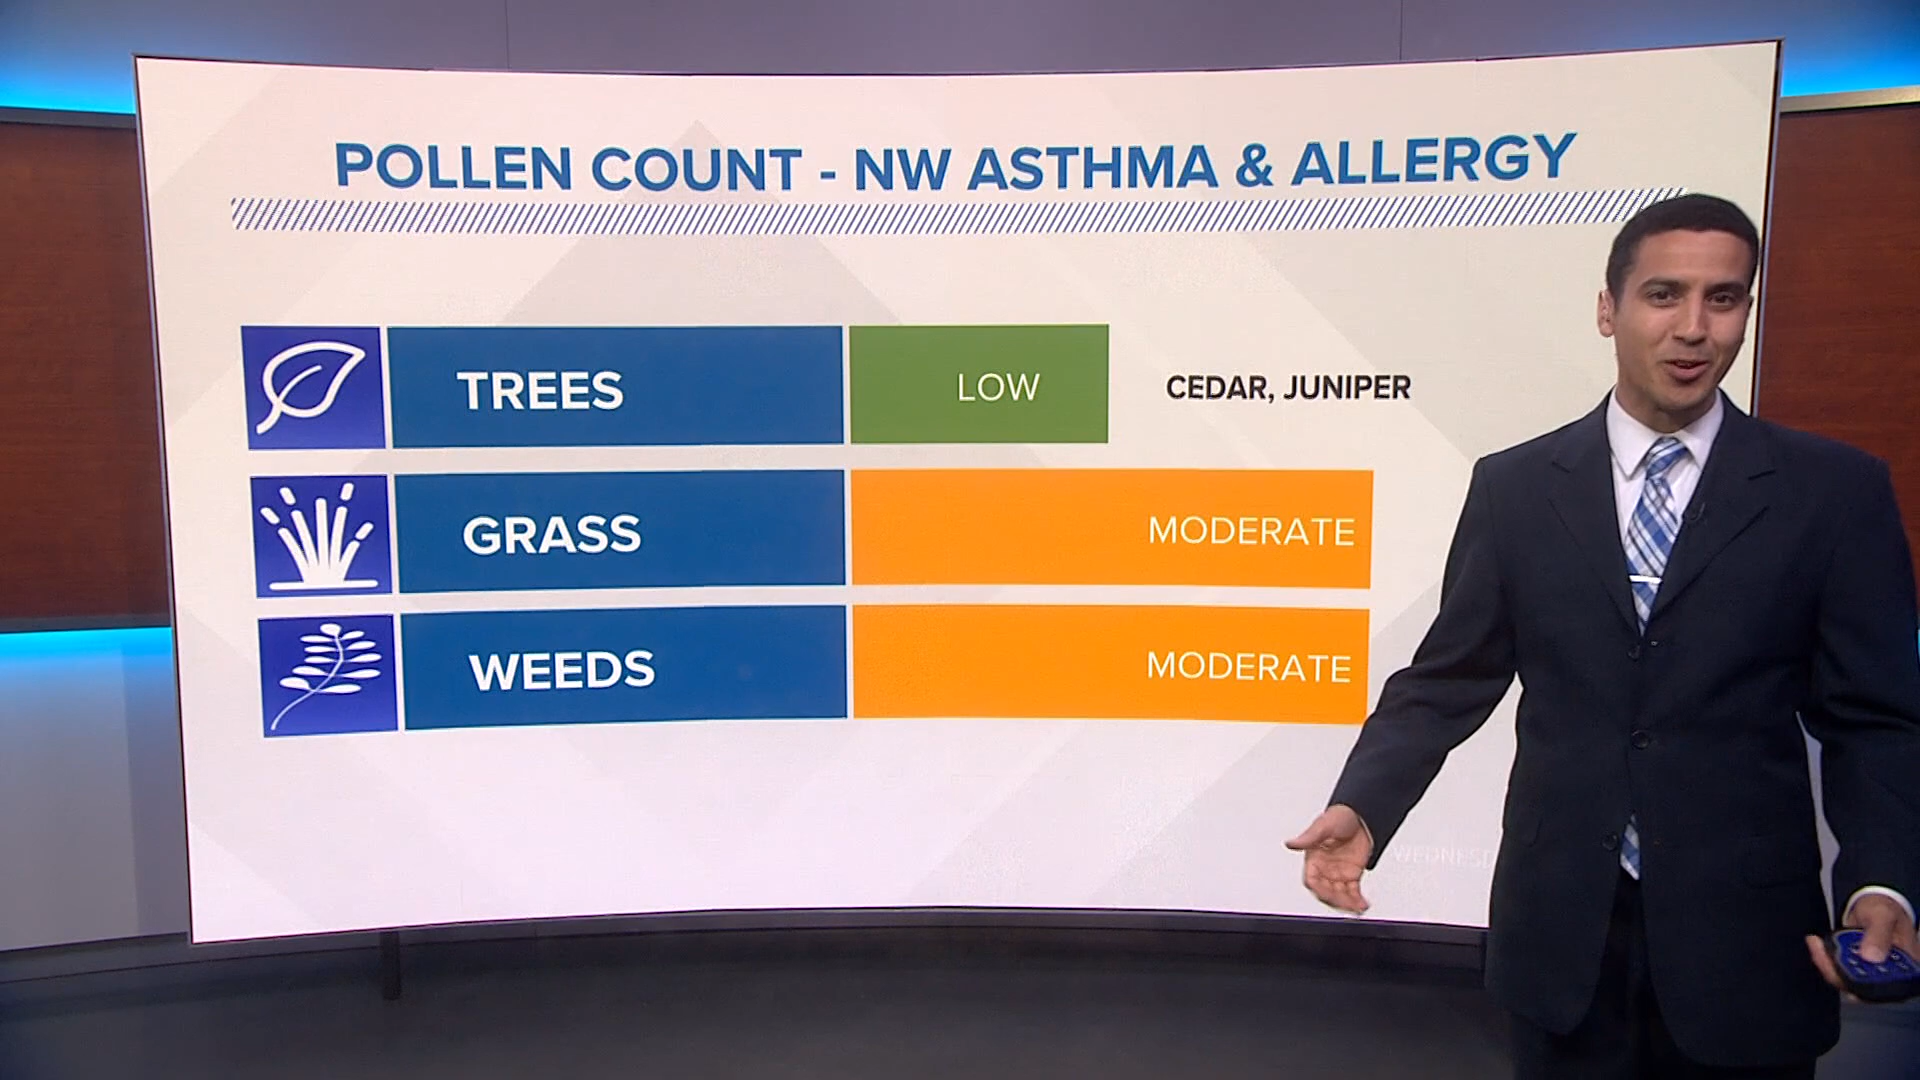 POLLEN COUNT - NW ASTHMA & ALLERGY
TREES LOW CEDAR, JUNIPER
GRASS MODERATE
WEEDS MODERATE